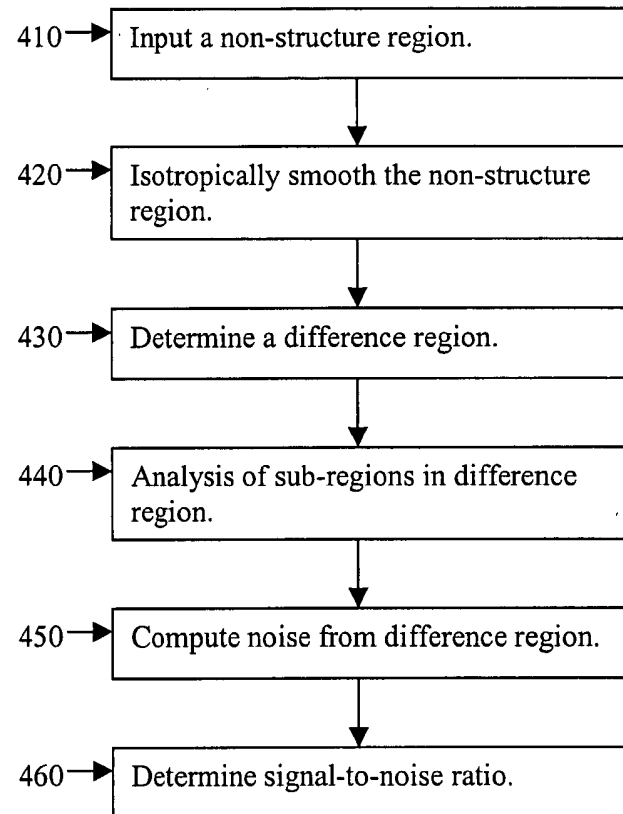 410 Input a non-structure region.
420 Isotropically smooth the non-structure
region.
430 Determine a difference region.
440 Analysis of sub-regions in difference
region.
450 Compute noise from difference region.
460 Determine signal-to-noise ratio.